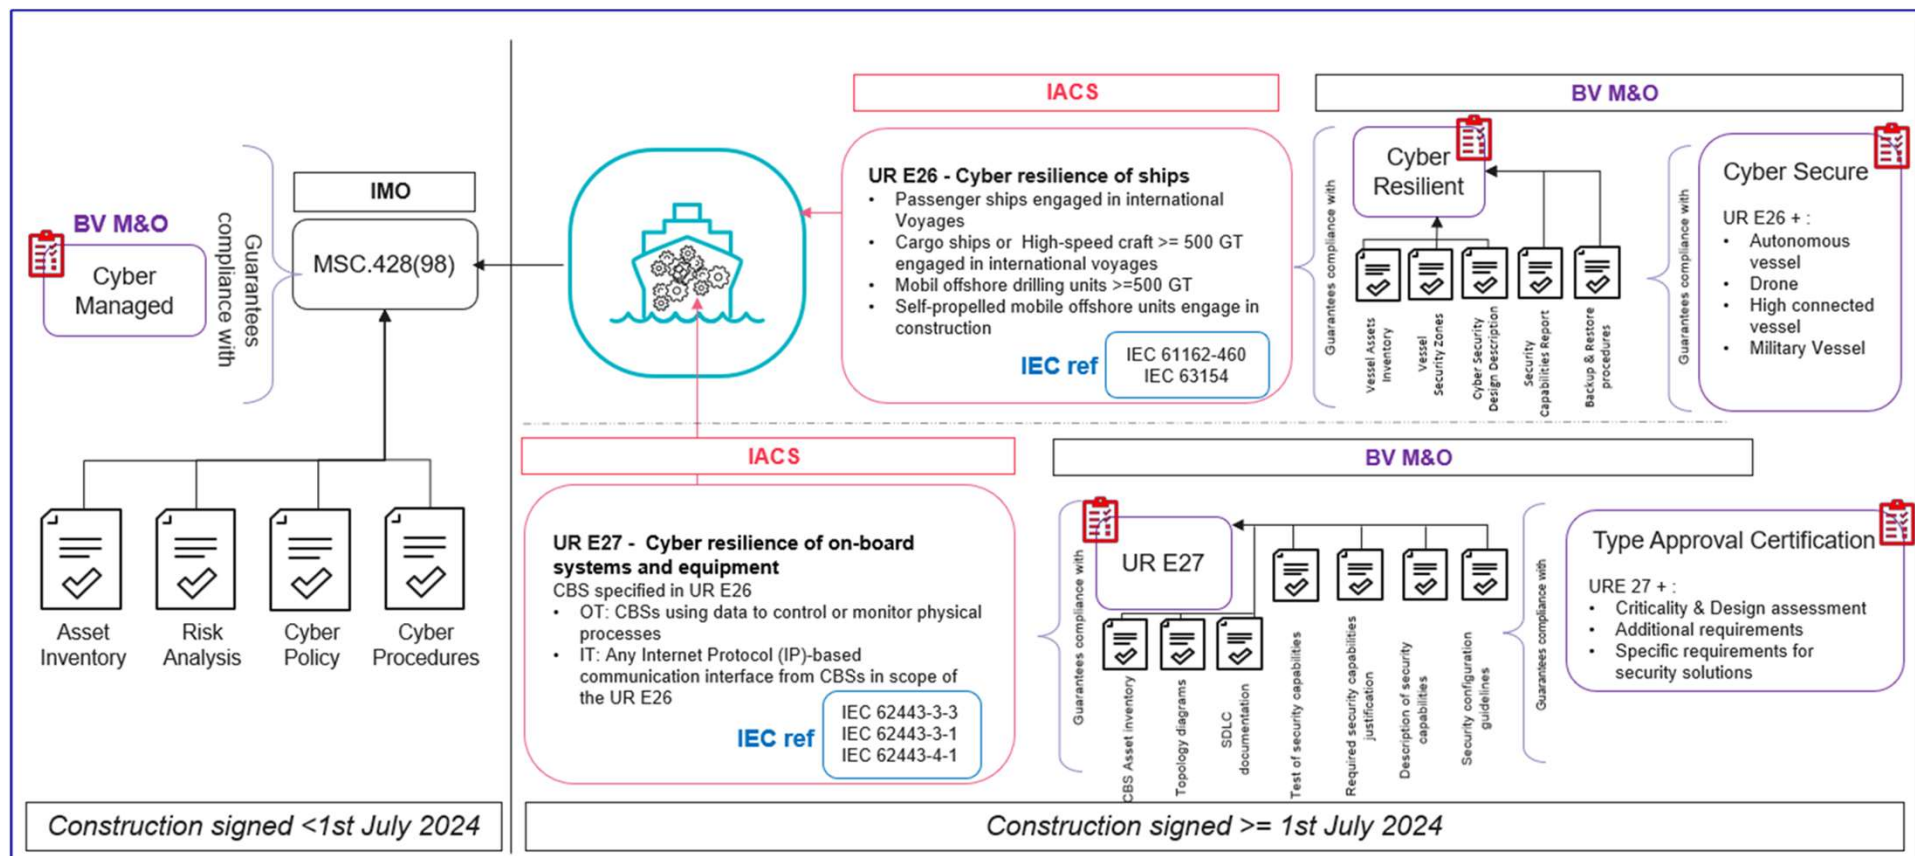 BV M&O
Cyber
Managed
Guarantees
compliance with
IMO
MSC.428(98)
Asset
Inventory
Risk
Analysis
Cyber
Policy
Cyber
Procedures
Construction signed <1st July 2024
IACS
UR E26 - Cyber resilience of ships
• Passenger ships engaged in international
Voyages
• Cargo ships or High-speed craft >= 500 GT
engaged in international voyages
• Mobil offshore drilling units >=500 GT
• Self-propelled mobile offshore units engage in
construction
IEC ref
IEC 61162-460
IEC 63154
BV M&O
Guarantees compliance with
Cyber
Resilient
Vessel Assets
Inventory
Vessel
Security Zones
Cyber Security
Design Description
Security
Capabilities Report
Backup & Restore
procedures
Guarantees compliance with
Cyber Secure
UR E26 + :
• Autonomous
vessel
• Drone
• High connected
vessel
• Military Vessel
IACS
UR E27 - Cyber resilience of on-board
systems and equipment
CBS specified in UR E26
• OT: CBSs using data to control or monitor physical
processes
• IT: Any Internet Protocol (IP)-based
communication interface from CBSs in scope of
the UR E26
IEC ref
IEC 62443-3-3
IEC 62443-3-1
IEC 62443-4-1
BV M&O
Guarantees compliance with
UR E27
CBS Asset inventory
Topology diagrams
SDLC
documentation
Test of security capabilities
Required security capabilities
justification
Description of security
capabilities
Security configuration
guidelines
Guarantees compliance with
Type Approval Certification
URE 27 + :
• Criticality & Design assessment
• Additional requirements
• Specific requirements for
security solutions
Construction signed >= 1st July 2024